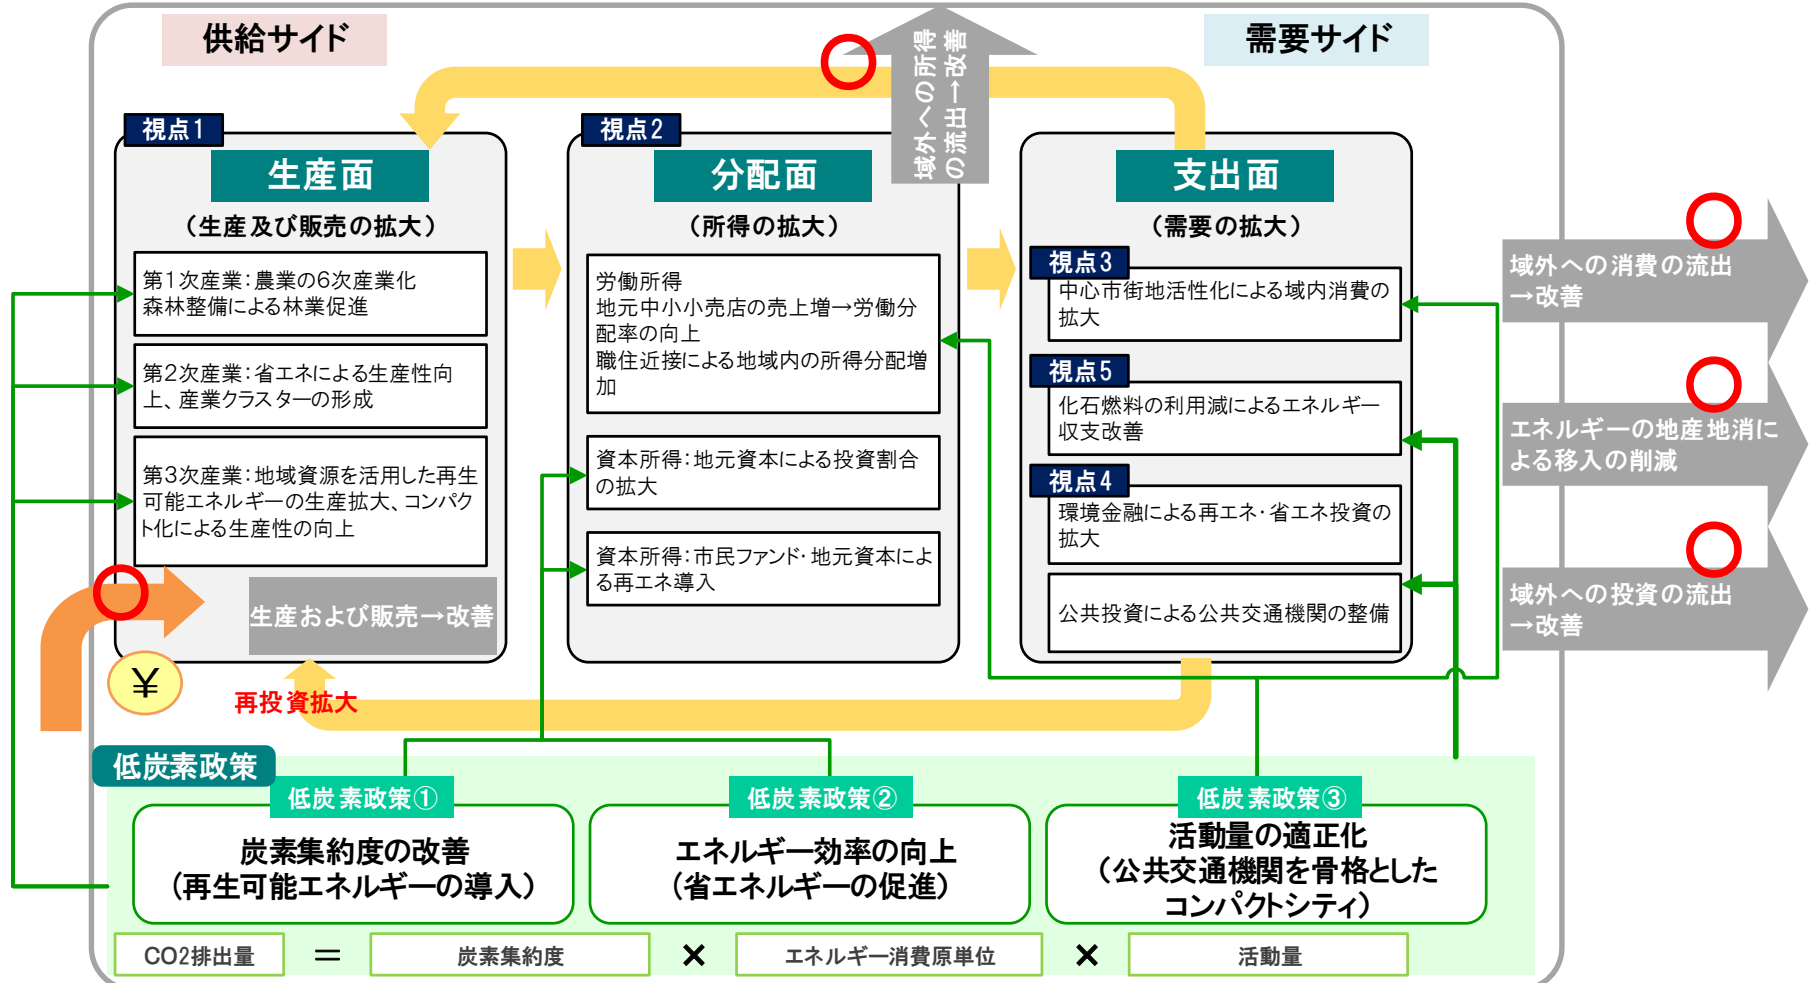 供給サイド
需要サイド
域外への所得
の流出→改善
視点1
生産面
（生産及び販売の拡大）
第1次産業：農業の6次産業化
森林整備による林業促進
第2次産業：省エネによる生産性向
上、産業クラスターの形成
第3次産業：地域資源を活用した再生
可能エネルギーの生産拡大、コンパク
ト化による生産性の向上
生産および販売→改善
￥
再投資拡大
視点2
分配面
（所得の拡大）
労働所得
地元中小小売店の売上増→労働分
配率の向上
職住近接による地域内の所得分配増
加
資本所得：地元資本による投資割合
の拡大
資本所得：市民ファンド・地元資本によ
る再エネ導入
支出面
（需要の拡大）
視点3
中心市街地活性化による域内消費の
拡大
視点5
化石燃料の利用減によるエネルギー
収支改善
視点4
環境金融による再エネ・省エネ投資の
拡大
公共投資による公共交通機関の整備
域外への消費の流出
→改善
エネルギーの地産地消に
よる移入の削減
域外への投資の流出
→改善
低炭素政策
低炭素政策①
炭素集約度の改善
（再生可能エネルギーの導入）
低炭素政策②
エネルギー効率の向上
（省エネルギーの促進）
低炭素政策③
活動量の適正化
（公共交通機関を骨格とした
コンパクトシティ）
CO2排出量 ＝ 炭素集約度 × エネルギー消費原単位 × 活動量